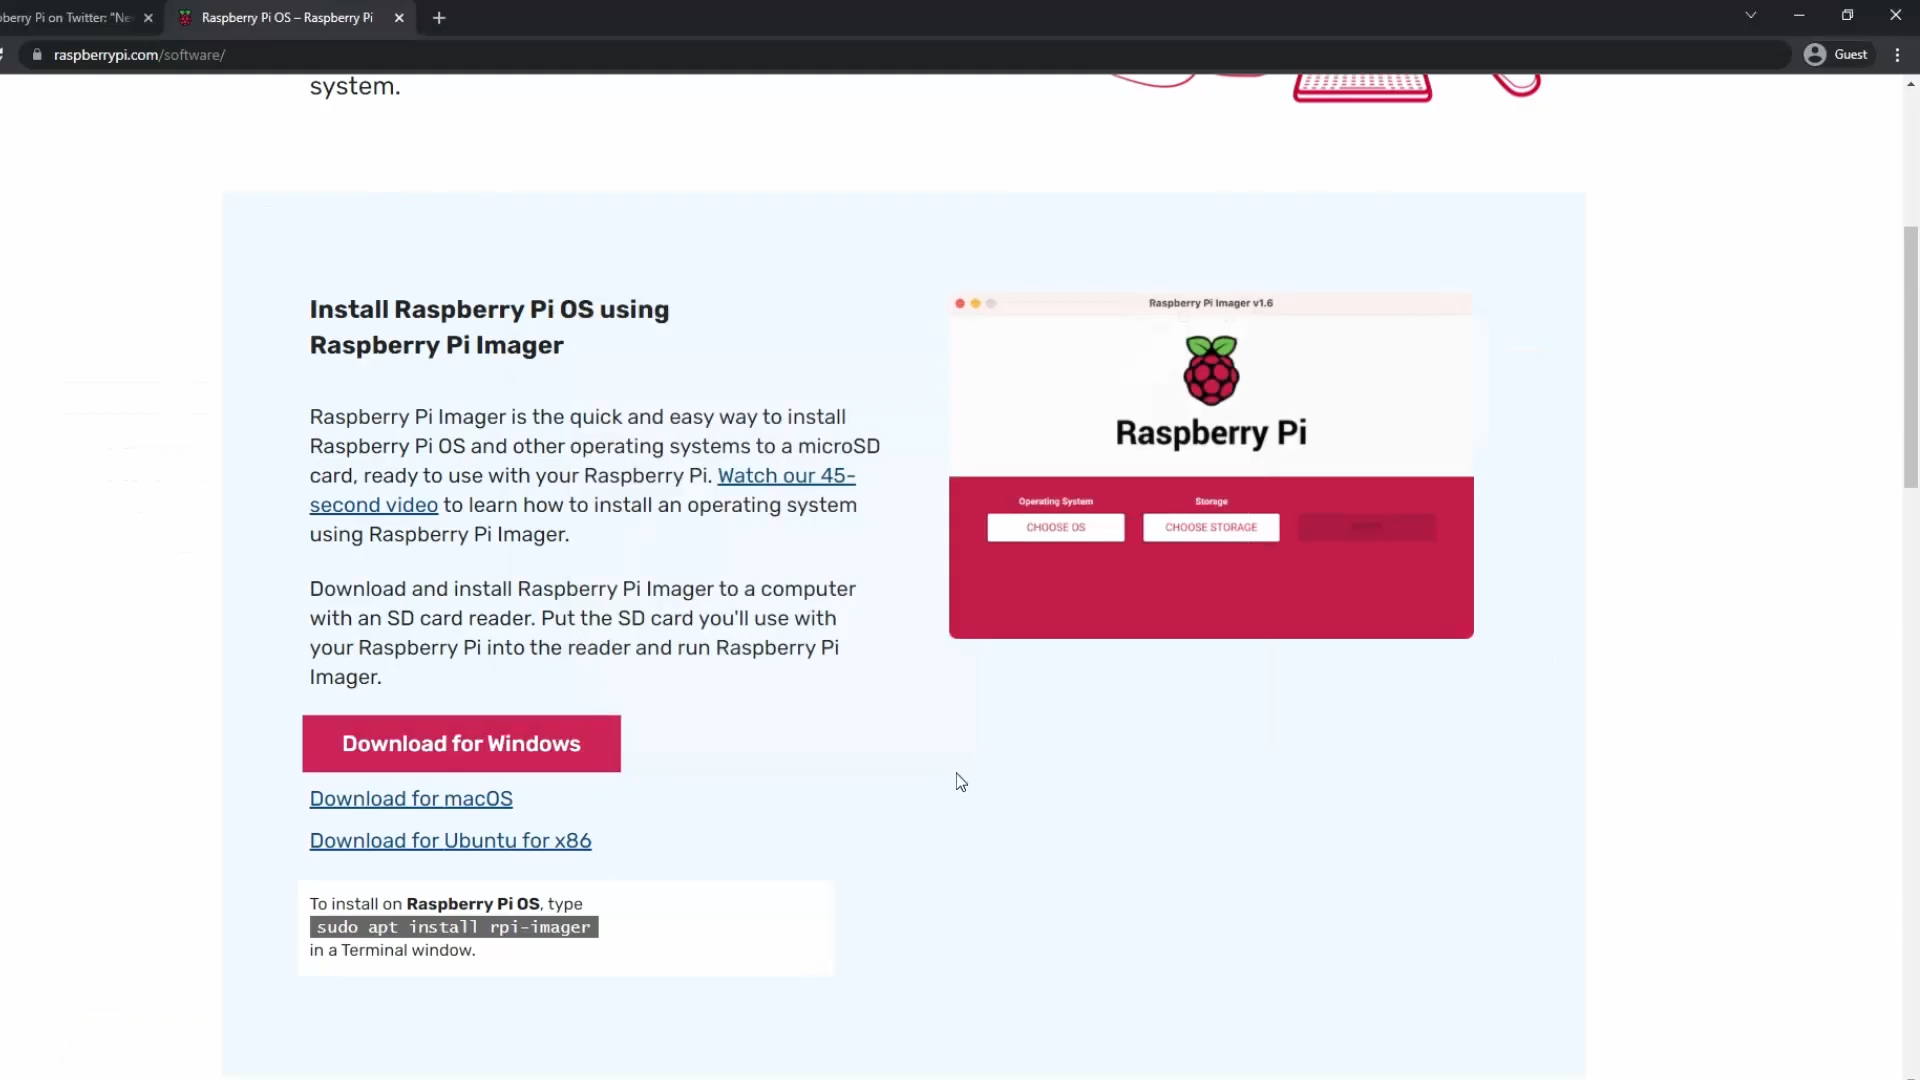 berry Pi on Twitter: "Ne
Raspberry Pi OS – Raspberry Pi
raspberrypi.com/software/
Guest
system.
Install Raspberry Pi OS using
Raspberry Pi Imager
Raspberry Pi Imager is the quick and easy way to install
Raspberry Pi OS and other operating systems to a microSD
card, ready to use with your Raspberry Pi. Watch our 45-
second video to learn how to install an operating system
using Raspberry Pi Imager.
Download and install Raspberry Pi Imager to a computer
with an SD card reader. Put the SD card you'll use with
your Raspberry Pi into the reader and run Raspberry Pi
Imager.
Download for Windows
Download for macOS
Download for Ubuntu for x86
To install on Raspberry Pi OS, type
sudo apt install rpi-imager
in a Terminal window.
Raspberry Pi Imager v1.6
Raspberry Pi
Operating System
Storage
CHOOSE OS
CHOOSE STORAGE